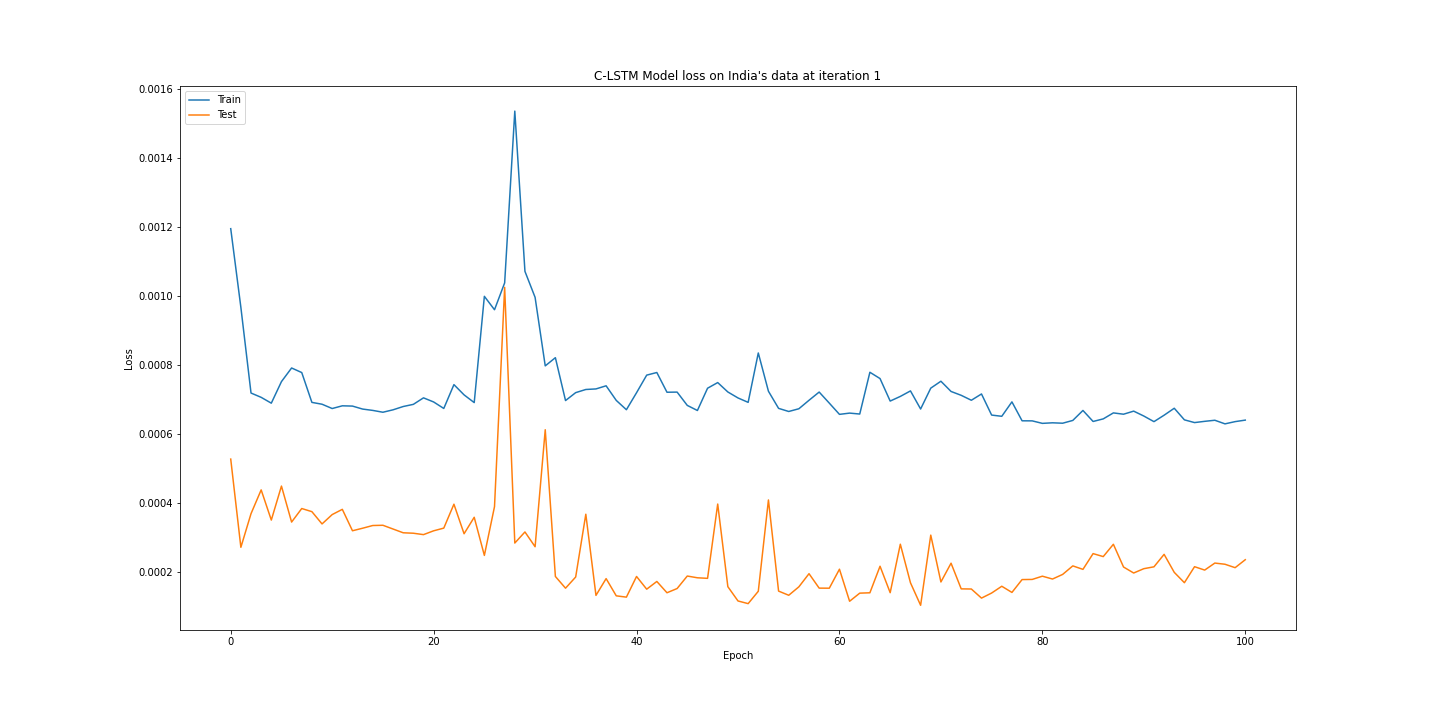 C-LSTM Model loss on India's data at iteration 1
Train
Test
0.0016
0.0014
0.0012
0.0010
0.0008
0.0006
0.0004
0.0002
Loss
0 20 40 60 80 100
Epoch